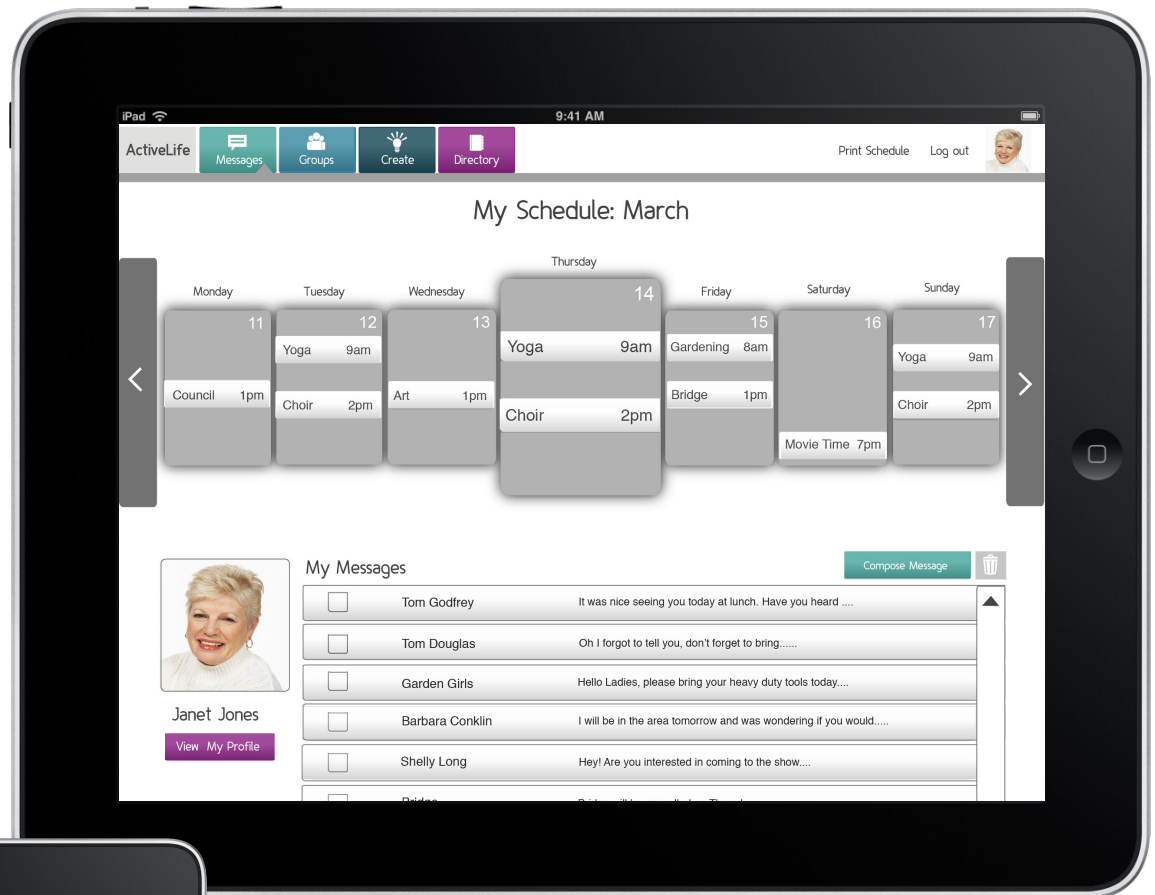 iPad 9:41 AM
ActiveLife Messages Groups Create Directory Print Schedule Log out
My Schedule: March
Thursday
Monday Tuesday Wednesday Friday Saturday Sunday
14
11 12 13 15 16 17
Yoga 9am Yoga 9am Gardening 8am Yoga 9am
Council 1pm Choir 2pm Art 1pm Choir 2pm Bridge 1pm Choir 2pm
Movie Time 7pm
My Messages Compose Message
Tom Godfrey It was nice seeing you today at lunch. Have you heard ....
Tom Douglas Oh I forgot to tell you, don't forget to bring......
Garden Girls Hello Ladies, please bring your heavy duty tools today....
Janet Jones
Barbara Conklin I will be in the area tomorrow and was wondering if you would.....
View My Profile
Shelly Long Hey! Are you interested in coming to the show....